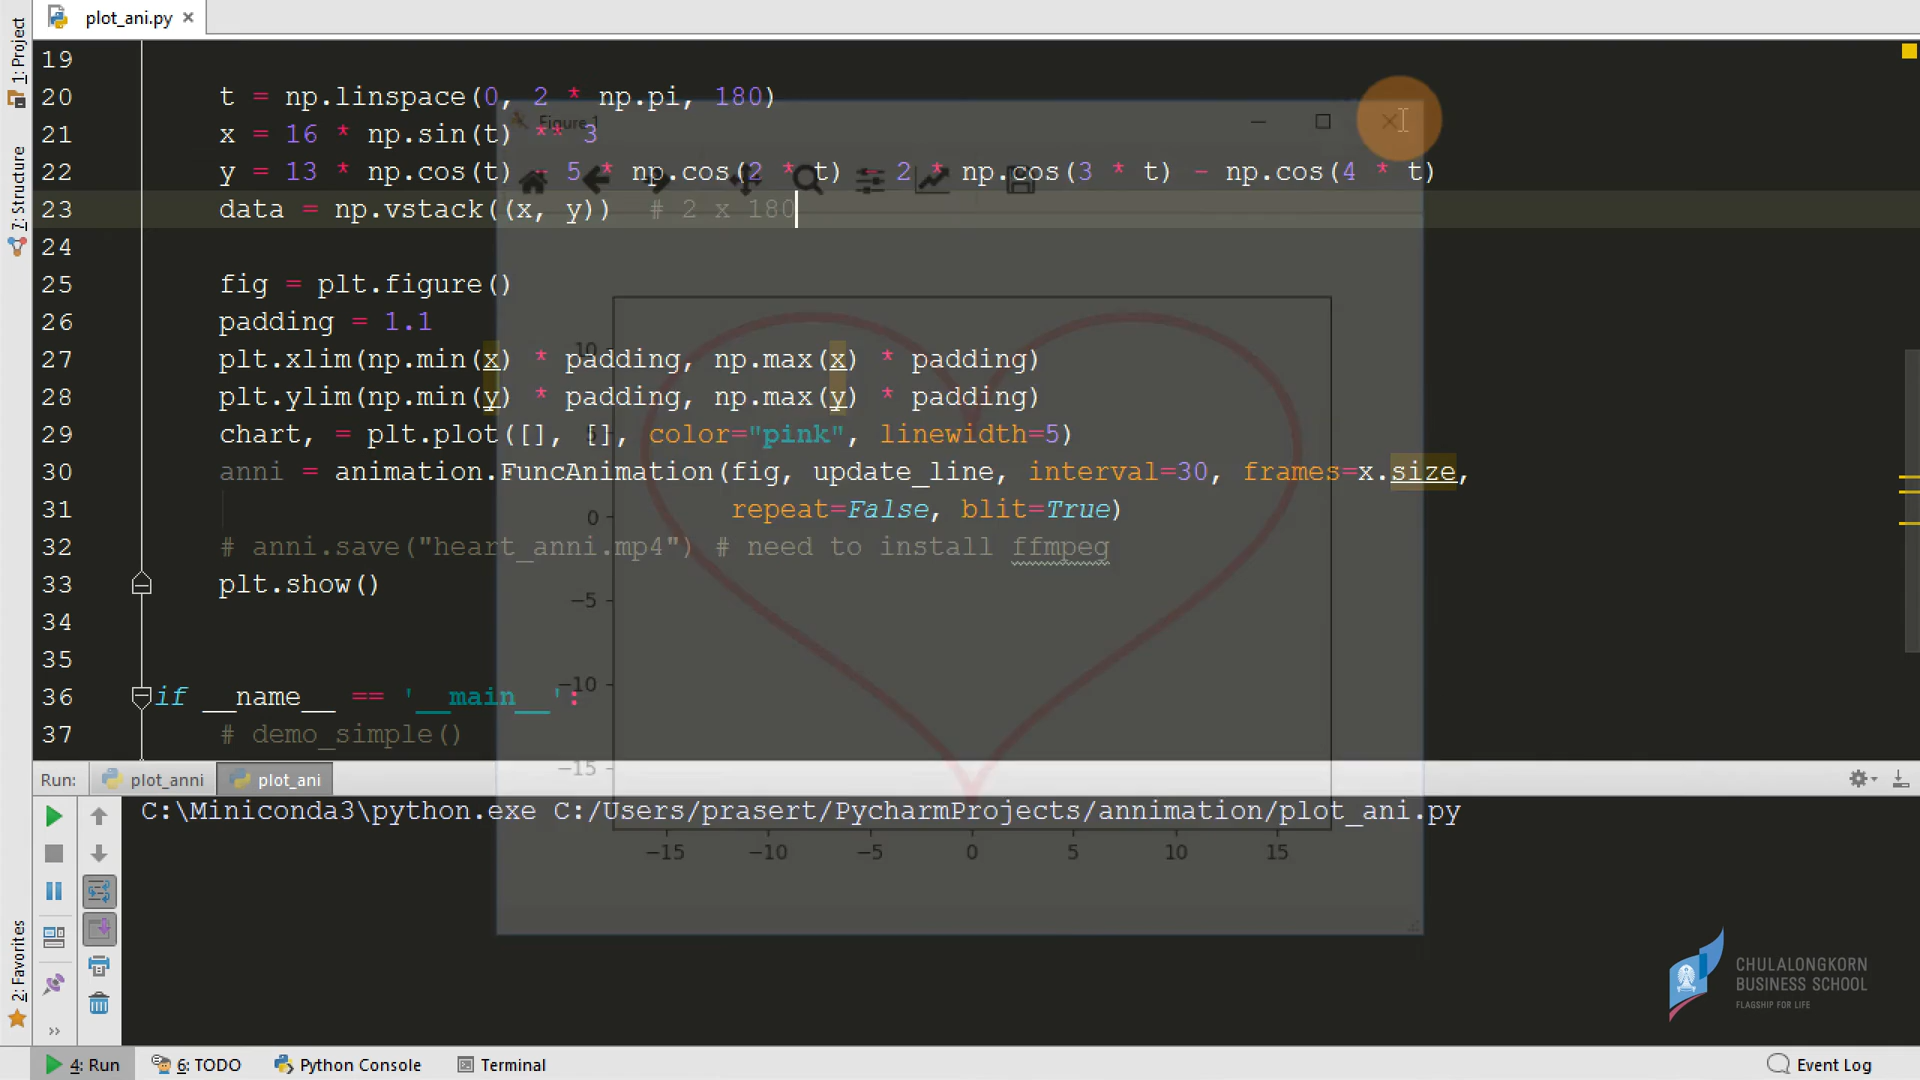 plot_ani.py
1: Project
7: Structure
2: Favorites
19
20 t = np.linspace(0, 2 * np.pi, 180)
21 x = 16 * np.sin(t) ** 3
22 y = 13 * np.cos(t) - 5 * np.cos(2 * t) - 2 * np.cos(3 * t) - np.cos(4 * t)
23 data = np.vstack((x, y))  # 2 x 180
24
25 fig = plt.figure()
26 padding = 1.1
27 plt.xlim(np.min(x) * padding, np.max(x) * padding)
28 plt.ylim(np.min(y) * padding, np.max(y) * padding)
29 chart, = plt.plot([], [], color="pink", linewidth=5)
30 anni = animation.FuncAnimation(fig, update_line, interval=30, frames=x.size,
31 repeat=False, blit=True)
32 # anni.save("heart_anni.mp4") # need to install ffmpeg
33 plt.show()
34
35
36 if __name__ == '__main__':
37 # demo_simple()
Figure 1
10
5
0
−5
−10
−15
−15 −10 −5 0 5 10 15
Run: plot_anni plot_ani
C:\Miniconda3\python.exe C:/Users/prasert/PycharmProjects/annimation/plot_ani.py
CHULALONGKORN
BUSINESS SCHOOL
FLAGSHIP FOR LIFE
4: Run 6: TODO Python Console Terminal Event Log